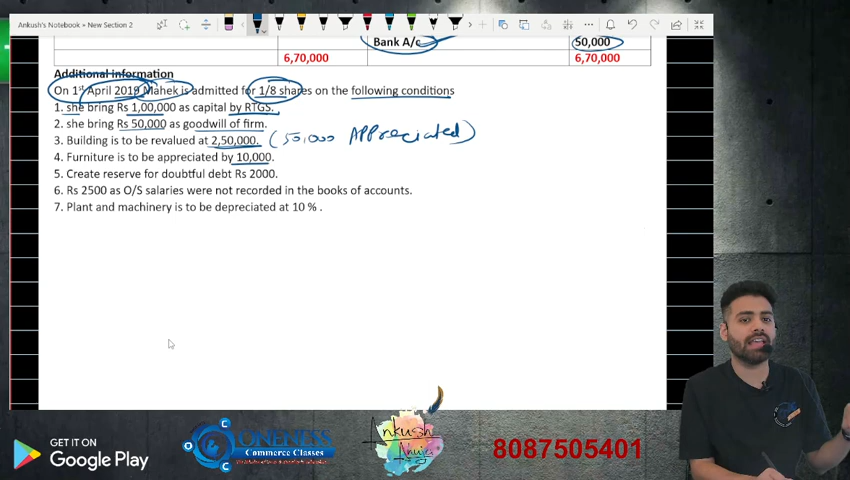 Ankush's Notebook • New Section 2
Bank A/c 50,000
6,70,000 6,70,000
Additional information
On 1st April 2019 Mahek is admitted for 1/8 shares on the following conditions
1. she bring Rs 1,00,000 as capital by RTGS.
2. she bring Rs 50,000 as goodwill of firm.
3. Building is to be revalued at 2,50,000. (50,000 Appreciated)
4. Furniture is to be appreciated by 10,000.
5. Create reserve for doubtful debt Rs 2000.
6. Rs 2500 as O/S salaries were not recorded in the books of accounts.
7. Plant and machinery is to be depreciated at 10 % .
GET IT ON
Google Play
ONENESS
Commerce Classes
Ankush
Ahuja
8087505401